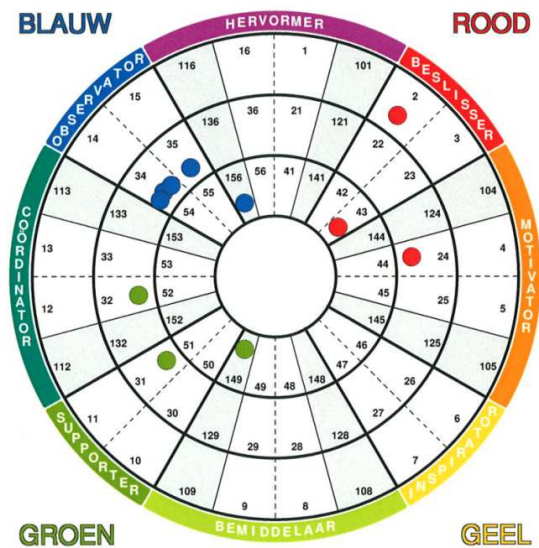 BLAUW
ROOD
HERVORMER
BESLISSER
MOTIVATOR
INSPIRATOR
BEMIDDELAAR
SUPPORTER
COÖRDINATOR
OBSERVATOR
116 16 1 101
15 2
136 36 21 121
14 35 22 3
34 156 56 41 141 23
113 55 42 104
133 54 43 124
153 144
13 33 53 44 24 4
12 32 52 45 25 5
152 145
132 51 46 125
112 50 47 105
31 149 49 48 148 26
11 30 27 6
129 29 28 128
10 7
109 9 8 108
GROEN
GEEL